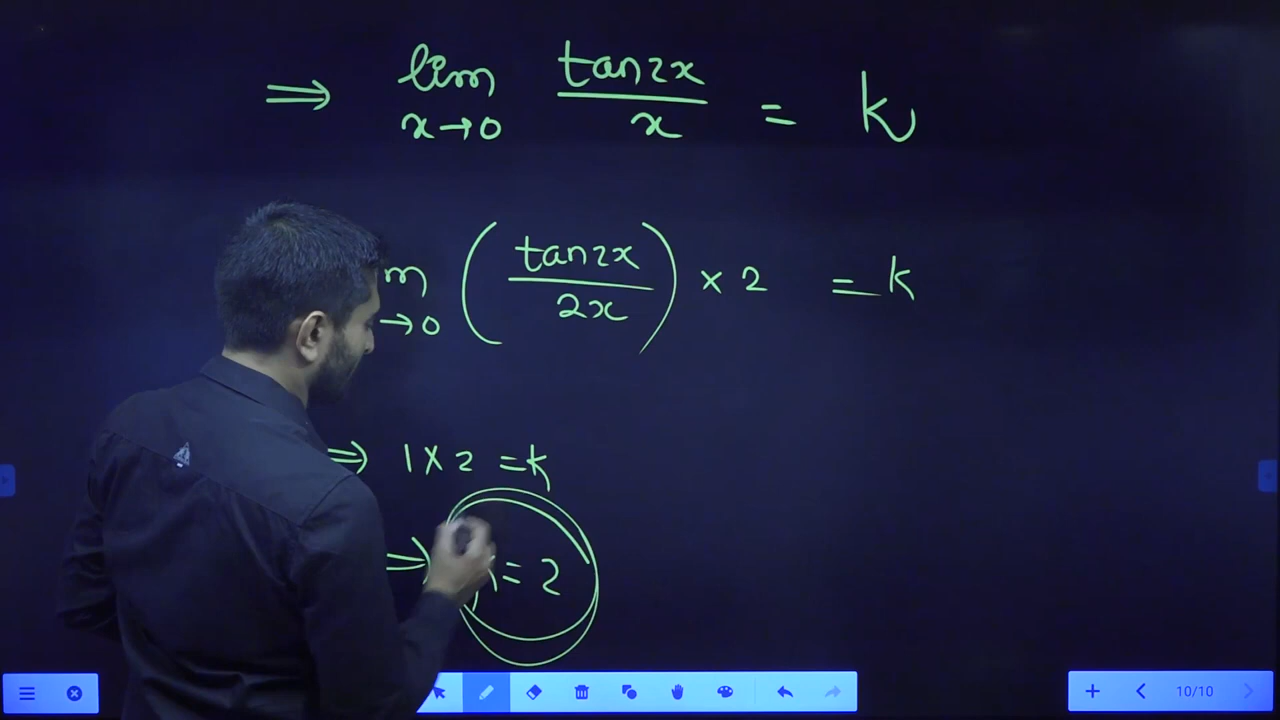 ⇒ lim x→0 tan2x / x = k
m →0 ( tan2x / 2x ) × 2 = k
⇒ 1 × 2 = k
⇒ = 2
10/10